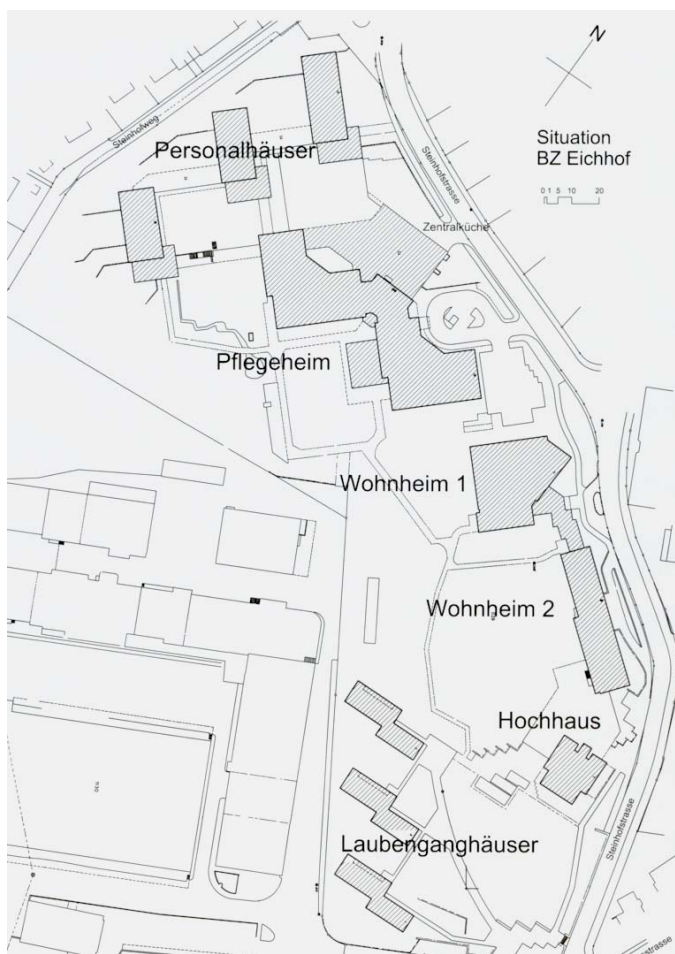 N
Steinhofweg
Situation
BZ Eichhof
0 1 5 10 20
Personalhäuser
Steinhofstrasse
Zentralküche
Pflegeheim
Wohnheim 1
Wohnheim 2
Hochhaus
Laubenganghäuser
Steinhofstrasse